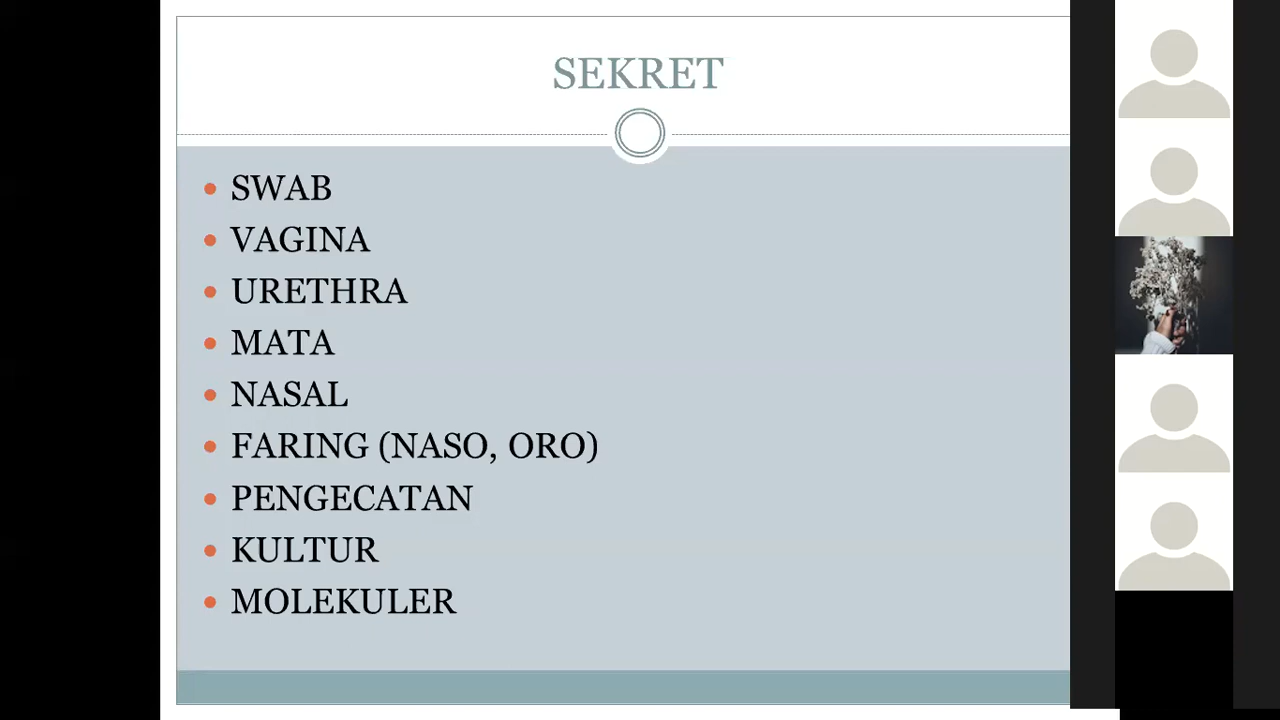 SEKRET
SWAB
VAGINA
URETHRA
MATA
NASAL
FARING (NASO, ORO)
PENGECATAN
KULTUR
MOLEKULER